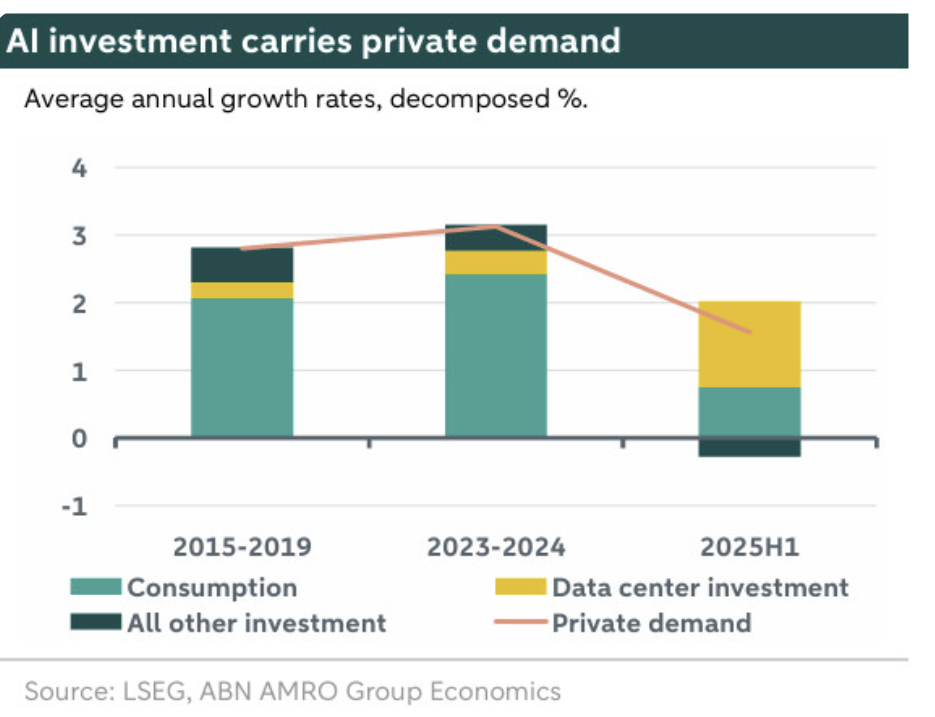 AI investment carries private demand
Average annual growth rates, decomposed %.
4
3
2
1
0
-1
2015-2019 2023-2024 2025H1
Consumption Data center investment
All other investment Private demand
Source: LSEG, ABN AMRO Group Economics